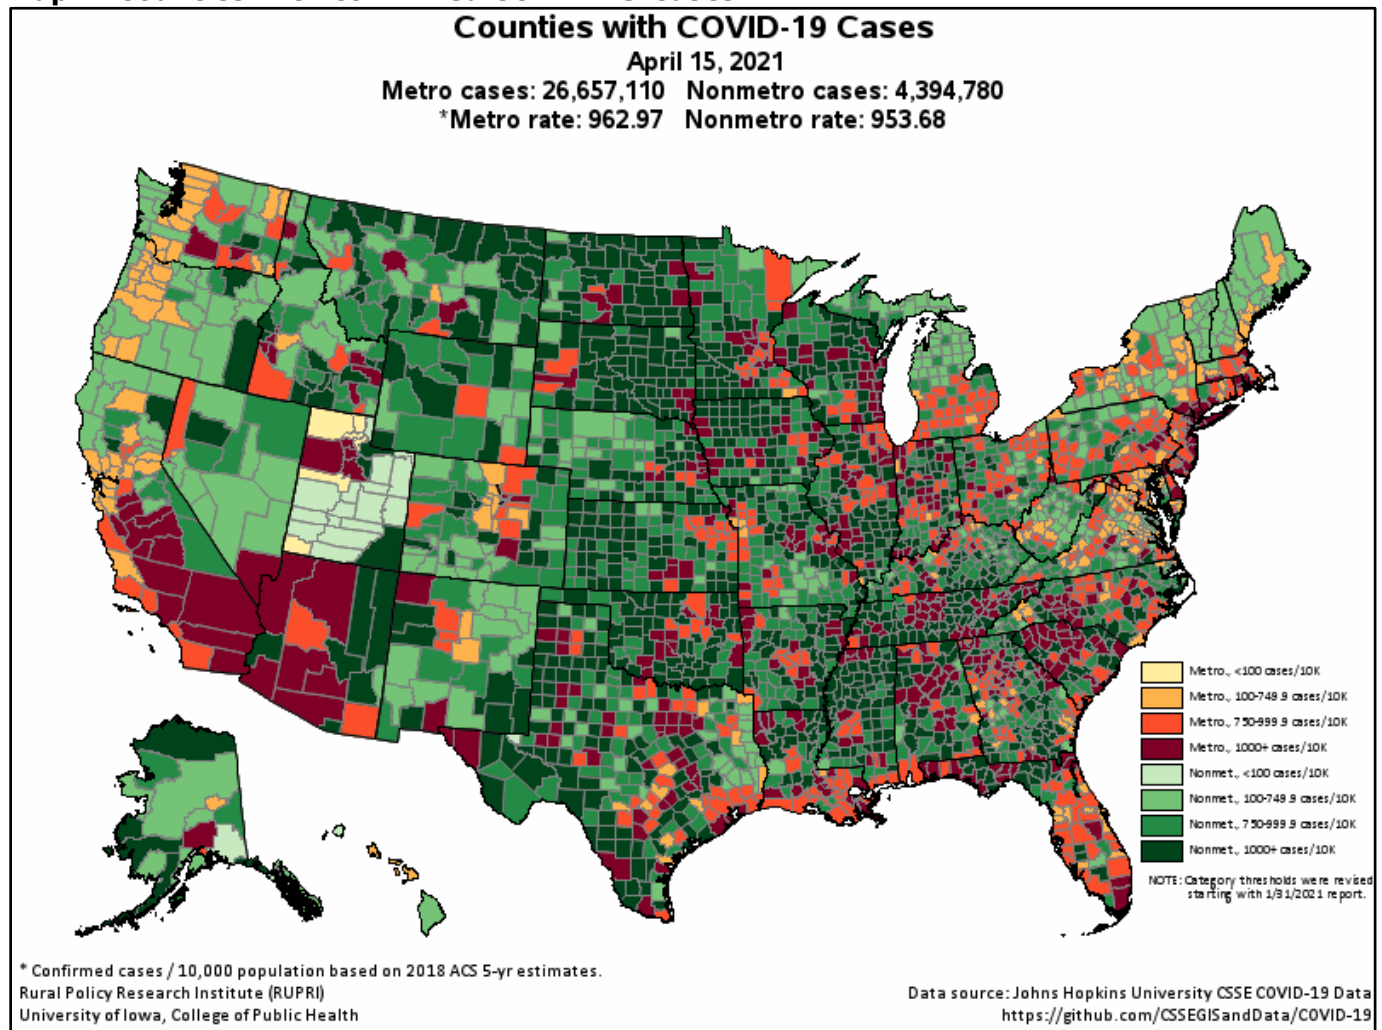 Counties with COVID-19 Cases
April 15, 2021
Metro cases: 26,657,110 Nonmetro cases: 4,394,780
*Metro rate: 962.97 Nonmetro rate: 953.68
Metro., <100 cases/10K
Metro., 100-749.9 cases/10K
Metro., 750-999.9 cases/10K
Metro., 1000+ cases/10K
Nonmet., <100 cases/10K
Nonmet., 100-749.9 cases/10K
Nonmet., 750-999.9 cases/10K
Nonmet., 1000+ cases/10K
NOTE: Category thresholds were revised
starting with 1/31/2021 report.
* Confirmed cases / 10,000 population based on 2018 ACS 5-yr estimates.
Rural Policy Research Institute (RUPRI)
University of Iowa, College of Public Health
Data source: Johns Hopkins University CSSE COVID-19 Data
https://github.com/CSSEGISandData/COVID-19